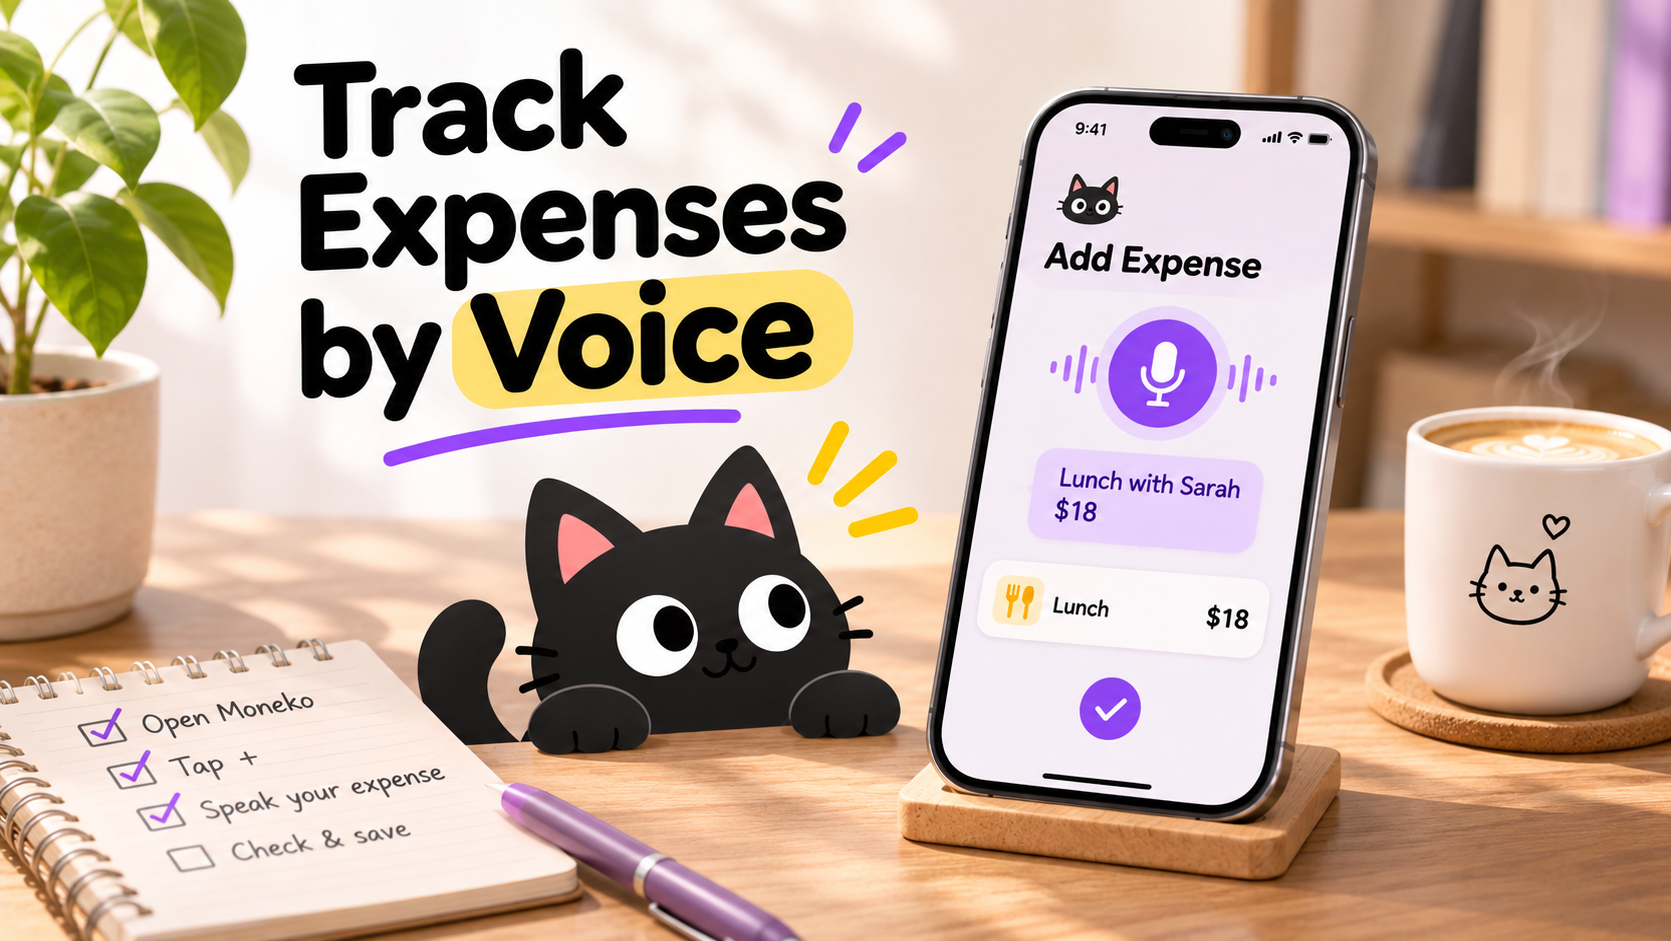 Track
Expenses
by Voice
9:41
Add Expense
Lunch with Sarah
$18
Lunch
$18
Open Moneko
Tap +
Speak your expense
Check & save